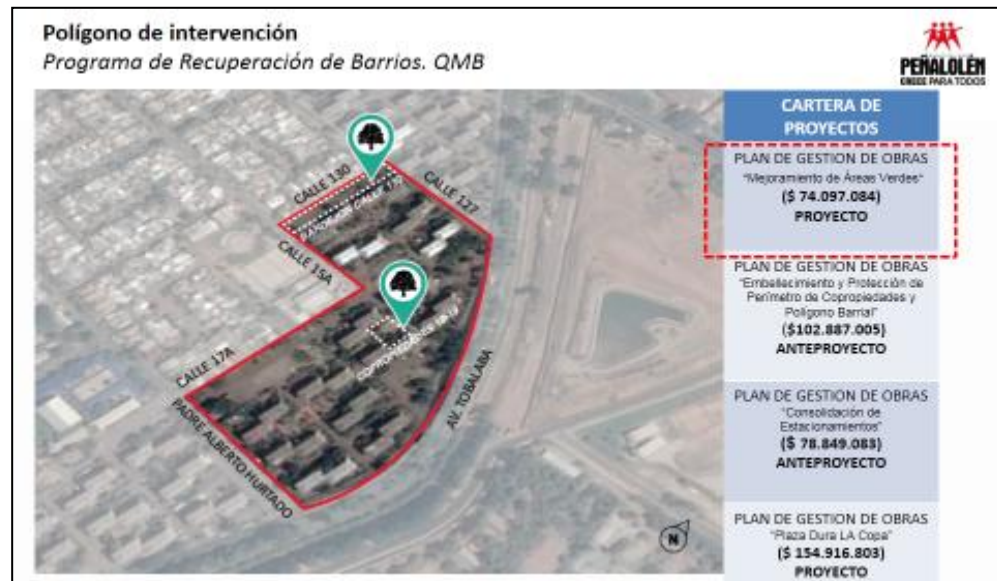 Polígono de intervención
Programa de Recuperación de Barrios. QMB
PEÑALOLÉN
CRECE PARA TODOS
CALLE 130
CALLE 127
CALLE 15A
CALLE 17A
AV. TOBALABA
PADRE ALBERTO HURTADO
N
CARTERA DE
PROYECTOS
PLAN DE GESTION DE OBRAS
"Mejoramiento de Áreas Verdes"
($ 74.097.084)
PROYECTO
PLAN DE GESTION DE OBRAS
"Embellecimiento y Protección de
Perímetro de Copropiedades y
Polígono Barrial"
($102.887.005)
ANTEPROYECTO
PLAN DE GESTION DE OBRAS
"Consolidación de
Estacionamientos"
($ 78.849.083)
ANTEPROYECTO
PLAN DE GESTION DE OBRAS
"Plaza Dura LA Copa"
($ 154.916.803)
PROYECTO